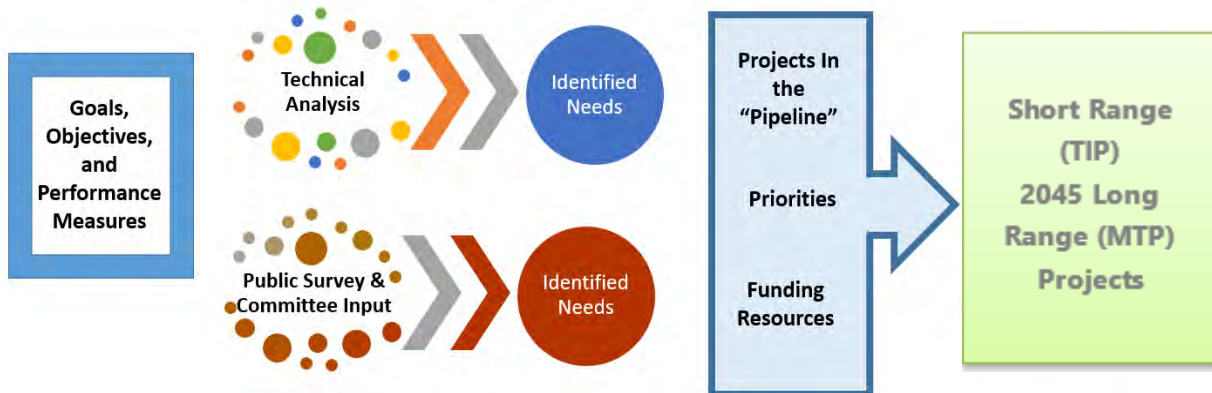 Goals,
Objectives,
and
Performance
Measures
Technical
Analysis
Identified
Needs
Public Survey &
Committee Input
Identified
Needs
Projects In
the
“Pipeline”
Priorities
Funding
Resources
Short Range
(TIP)
2045 Long
Range (MTP)
Projects